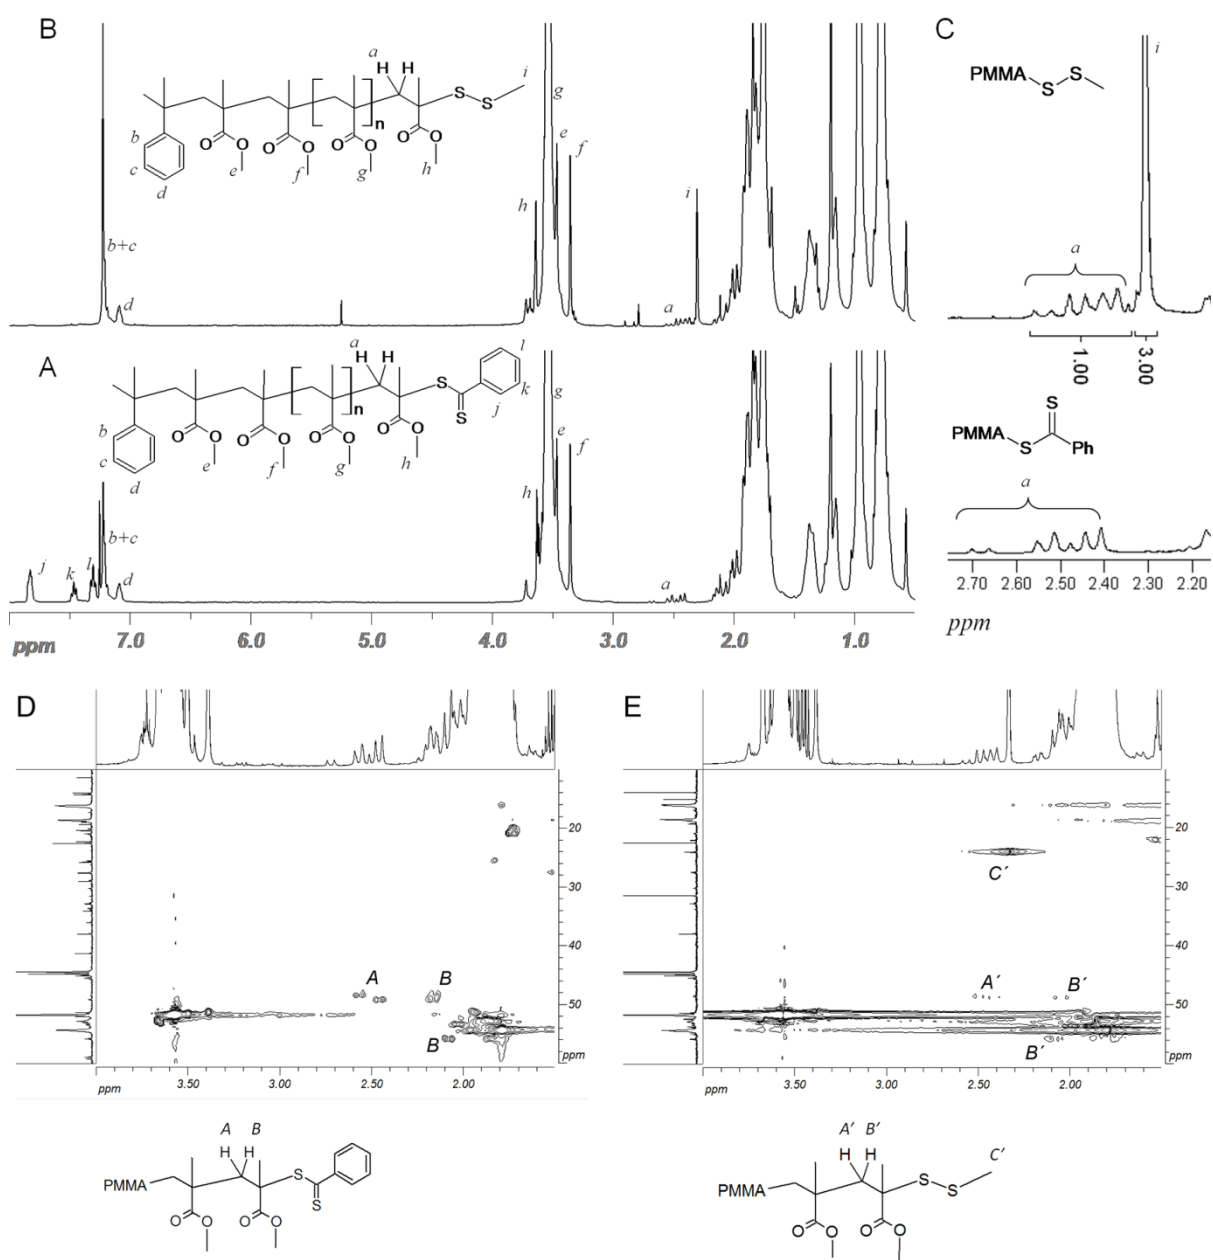 B
a
H H
i
S
S
n
b
O O
O O
O O
O O
c
d
e
f
g
h
g
e
f
h
i
b+c
d
a
A
a
H H
l
S
k
S
j
n
b
O O
O O
O O
O O
c
d
e
f
g
h
g
e
f
h
j
k
l
b+c
d
a
ppm 7.0 6.0 5.0 4.0 3.0 2.0 1.0
C
i
PMMA S S
a
1.00
3.00
S
PMMA S Ph
a
2.70 2.60 2.50 2.40 2.30 2.20
ppm
D
20
30
40
A B
50
B
ppm
ppm 3.50 3.00 2.50 2.00
A B
H H
PMMA S
S
O O
O O
E
20
C′
30
40
A′ B′
50
B′
ppm
ppm 3.50 3.00 2.50 2.00
A′ B′
H H C′
PMMA S S
O O
O O